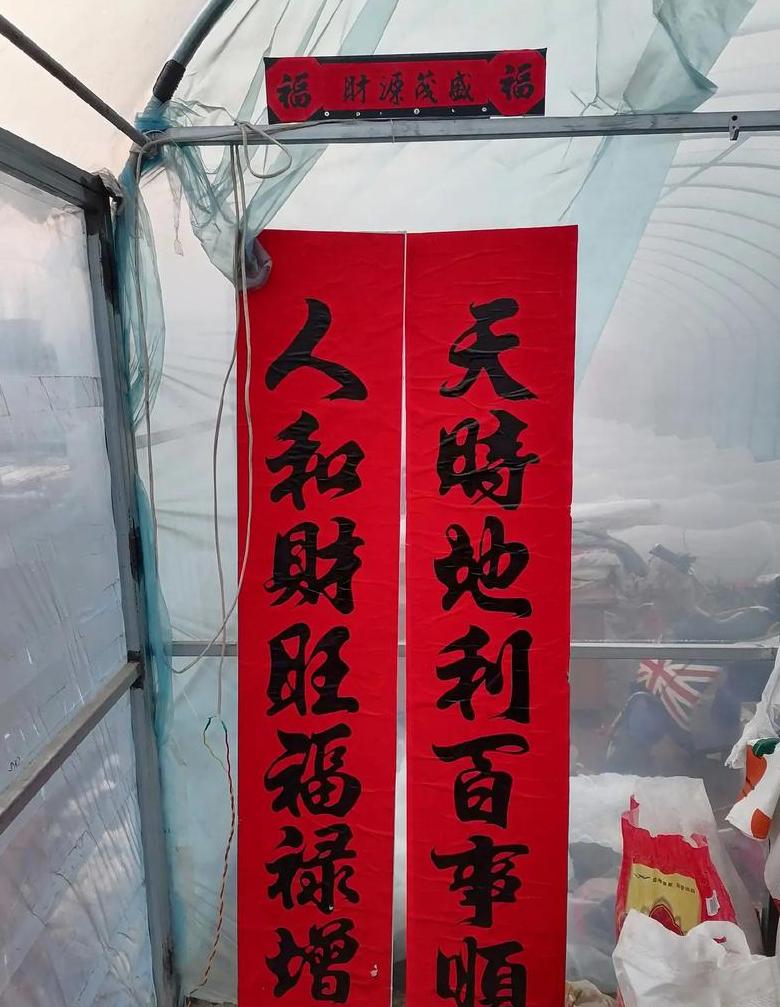 福 財源茂盛 福
天時地利百事順
人和財旺福祿增